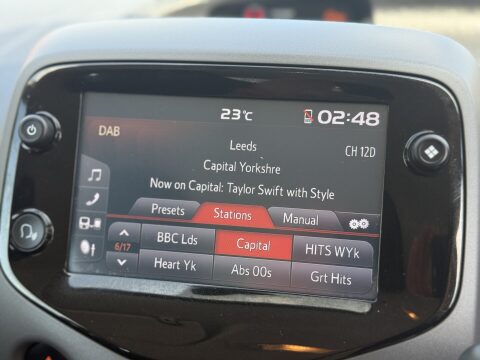 23°C 02:48
DAB
Leeds CH 12D
Capital Yorkshre
Now on Capital: Taylor Swift with Style
Presets Stations Manual
6/17 BBC Lds Capital HITS WYk
Heart Yk Abs 00s Grt Hits